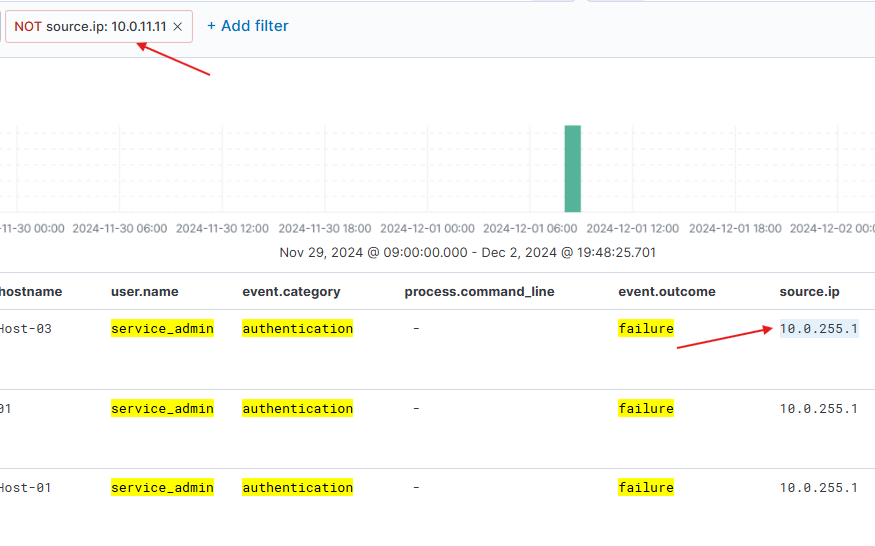 NOT source.ip: 10.0.11.11 × + Add filter
-11-30 00:00 2024-11-30 06:00 2024-11-30 12:00 2024-11-30 18:00 2024-12-01 00:00 2024-12-01 06:00 2024-12-01 12:00 2024-12-01 18:00 2024-12-02 00:0
Nov 29, 2024 @ 09:00:00.000 - Dec 2, 2024 @ 19:48:25.701
hostname user.name event.category process.command_line event.outcome source.ip
Host-03 service_admin authentication - failure 10.0.255.1
01 service_admin authentication - failure 10.0.255.1
Host-01 service_admin authentication - failure 10.0.255.1